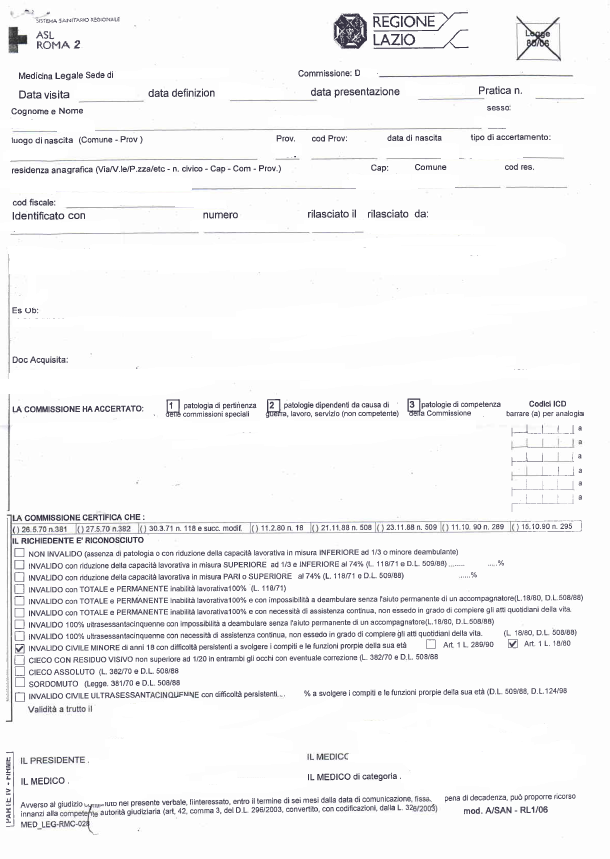 SISTEMA SANITARIO REGIONALE
ASL
ROMA 2
REGIONE
LAZIO
Legge
80/06
Medicina Legale Sede di
Commissione: D
Data visita data definizion data presentazione Pratica n.
Cognome e Nome sesso:
luogo di nascita (Comune - Prov ) Prov. cod Prov: data di nascita tipo di accertamento:
residenza anagrafica (Via/V.le/P.zza/etc - n. civico - Cap - Com - Prov.) Cap: Comune cod res.
cod fiscale:
Identificato con numero rilasciato il rilasciato da:
Es Ob:
Doc Acquisita:
LA COMMISSIONE HA ACCERTATO:
1 patologia di pertinenza
delle commissioni speciali
2 patologie dipendenti da causa di
guerra, lavoro, servizio (non competente)
3 patologie di competenza
della Commissione
Codici ICD
barrare (a) per analogia
a
a
a
a
a
a
LA COMMISSIONE CERTIFICA CHE :
( ) 26.5.70 n.381 ( ) 27.5.70 n.382 ( ) 30.3.71 n. 118 e succ. modif. ( ) 11.2.80 n. 18 ( ) 21.11.88 n. 508 ( ) 23.11.88 n. 509 ( ) 11.10. 90 n. 289 ( ) 15.10.90 n. 295
IL RICHIEDENTE E' RICONOSCIUTO
NON INVALIDO (assenza di patologia o con riduzione della capacità lavorativa in misura INFERIORE ad 1/3 o minore deambulante)
INVALIDO con riduzione della capacità lavorativa in misura SUPERIORE ad 1/3 e INFERIORE al 74% (L. 118/71 e D.L. 509/88) ........ .....%
INVALIDO con riduzione della capacità lavorativa in misura PARI o SUPERIORE al 74% (L. 118/71 e D.L. 509/88) .....%
INVALIDO con TOTALE e PERMANENTE inabilità lavorativa100% (L. 118/71)
INVALIDO con TOTALE e PERMANENTE inabilità lavorativa100% e con impossibilità a deambulare senza l'aiuto permanente di un accompagnatore(L.18/80, D.L.508/88)
INVALIDO con TOTALE e PERMANENTE inabilità lavorativa100% e con necessità di assistenza continua, non essedo in grado di compiere gli atti quotidiani della vita.
INVALIDO 100% ultrasessantacinquenne con impossibilità a deambulare senza l'aiuto permanente di un accompagnatore(L.18/80, D.L.508/88)
INVALIDO 100% ultrasessantacinquenne con necessità di assistenza continua, non essedo in grado di compiere gli atti quotidiani della vita. (L. 18/80, D.L. 508/88)
INVALIDO CIVILE MINORE di anni 18 con difficoltà persistenti a svolgere i compiti e le funzioni prorpie della sua età Art. 1 L. 289/90 Art. 1 L. 18/80
CIECO CON RESIDUO VISIVO non superiore ad 1/20 in entrambi gli occhi con eventuale correzione (L. 382/70 e D.L. 508/88
CIECO ASSOLUTO (L. 382/70 e D.L. 508/88
SORDOMUTO (Legge. 381/70 e D.L. 508/88
INVALIDO CIVILE ULTRASESSANTACINQUEMNE con difficoltà persistenti... % a svolgere i compiti e le funzioni prorpie della sua età (D.L. 509/88, D.L.124/98
Validità a trutto il
PARTE IV - FIRME
IL PRESIDENTE . IL MEDICO
IL MEDICO . IL MEDICO di categoria .
Avverso al giudizio nel presente verbale, l'interessato, entro il termine di sei mesi dalla data di comunicazione, fissa. pena di decadenza, può proporre ricorso
innanzi alla competente autorità giudiziaria (art. 42, comma 3, del D.L. 296/2003, convertito, con codificazioni, dalla L. 326/2003) mod. A/SAN - RL1/06
MED_LEG-RMC-028